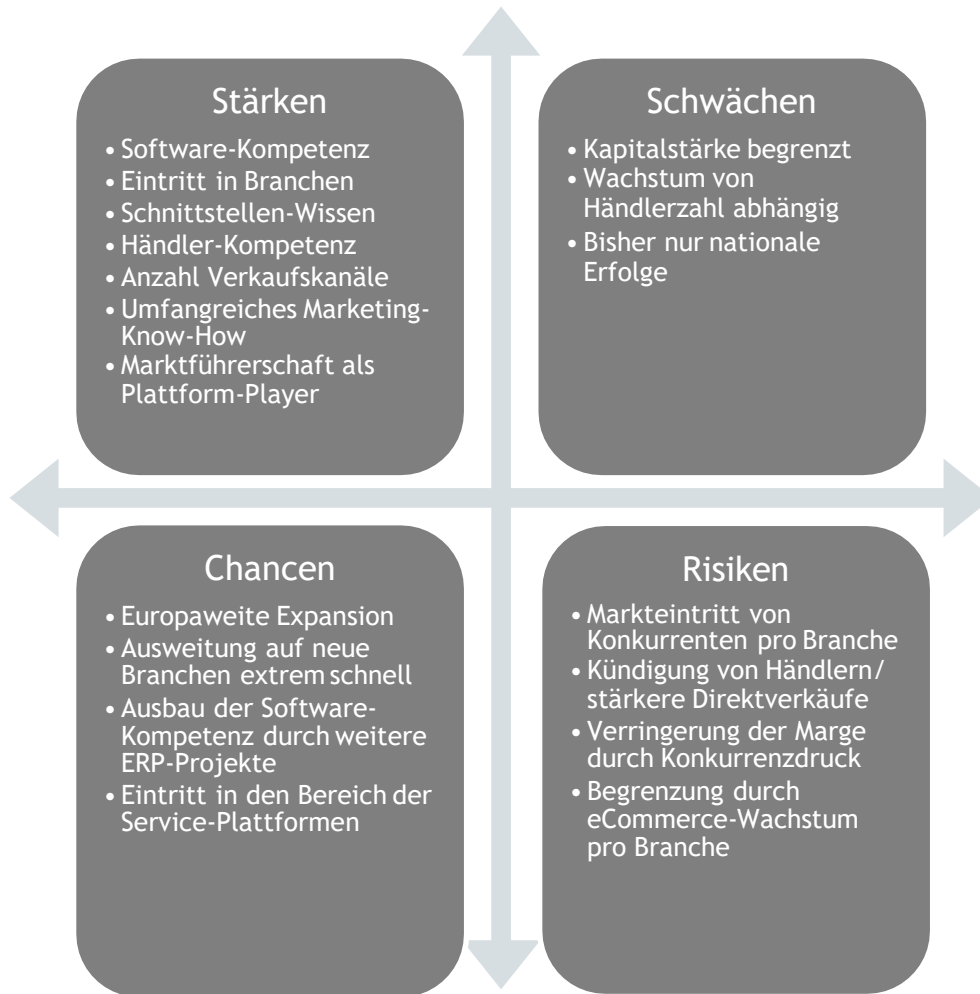 Stärken
• Software-Kompetenz
• Eintritt in Branchen
• Schnittstellen-Wissen
• Händler-Kompetenz
• Anzahl Verkaufskanäle
• Umfangreiches Marketing-
Know-How
• Marktführerschaft als
Plattform-Player
Schwächen
• Kapitalstärke begrenzt
• Wachstum von
Händlerzahl abhängig
• Bisher nur nationale
Erfolge
Chancen
• Europaweite Expansion
• Ausweitung auf neue
Branchen extrem schnell
• Ausbau der Software-
Kompetenz durch weitere
ERP-Projekte
• Eintritt in den Bereich der
Service-Plattformen
Risiken
• Markteintritt von
Konkurrenten pro Branche
• Kündigung von Händlern/
stärkere Direktverkäufe
• Verringerung der Marge
durch Konkurrenzdruck
• Begrenzung durch
eCommerce-Wachstum
pro Branche